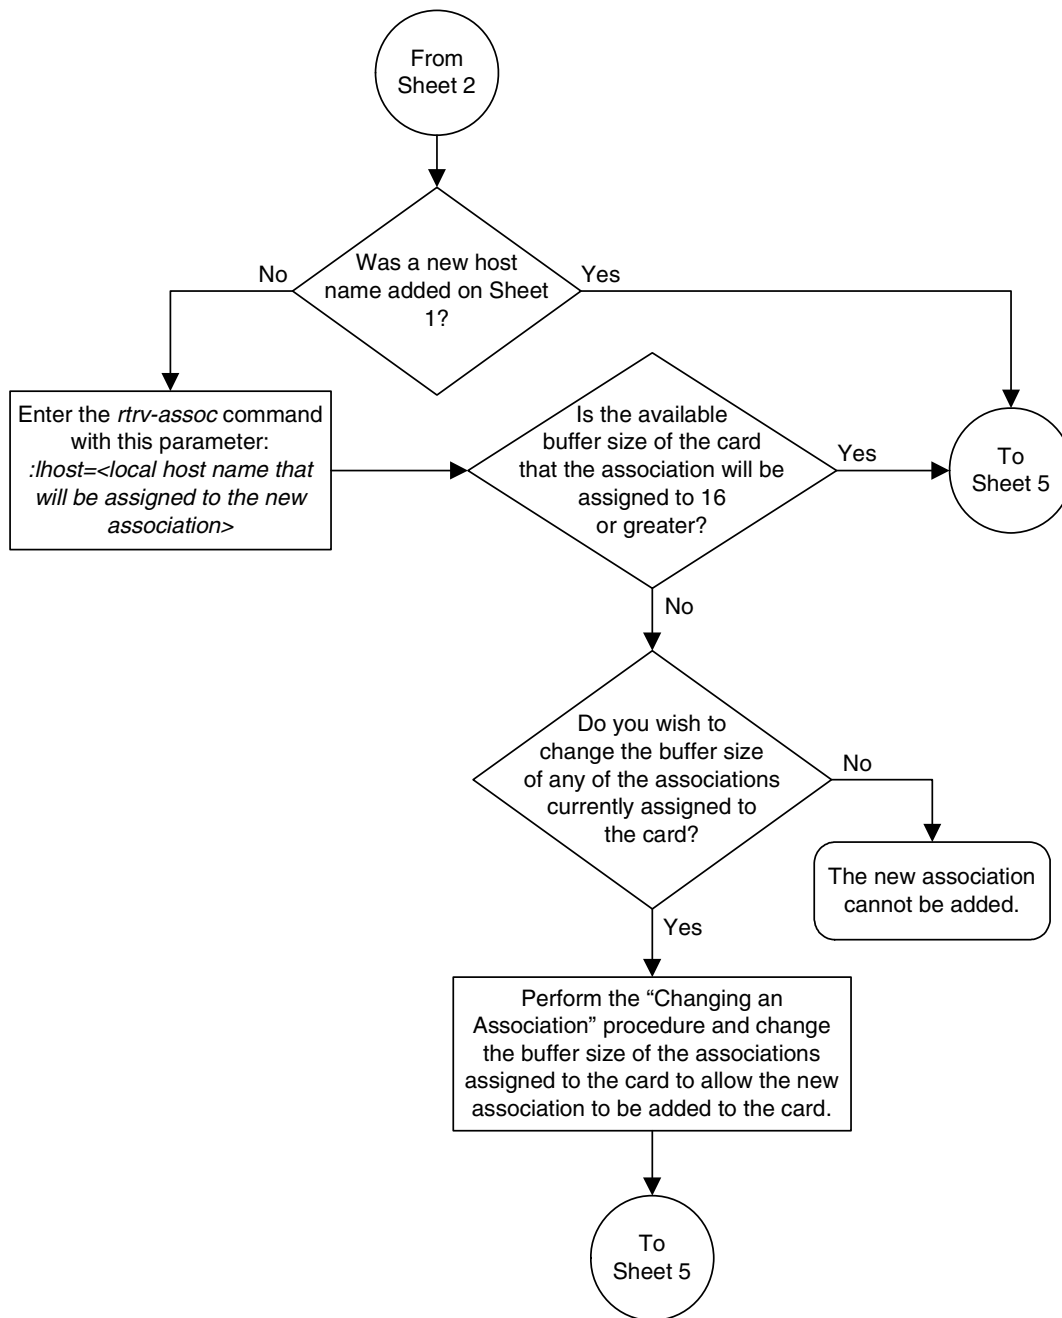 From
Sheet 2
Was a new host
name added on Sheet
1?
No
Yes
Enter the rtrv-assoc command
with this parameter:
:lhost=<local host name that
will be assigned to the new
association>
Is the available
buffer size of the card
that the association will be
assigned to 16
or greater?
Yes
To
Sheet 5
No
Do you wish to
change the buffer size
of any of the associations
currently assigned to
the card?
No
The new association
cannot be added.
Yes
Perform the “Changing an
Association” procedure and change
the buffer size of the associations
assigned to the card to allow the new
association to be added to the card.
To
Sheet 5